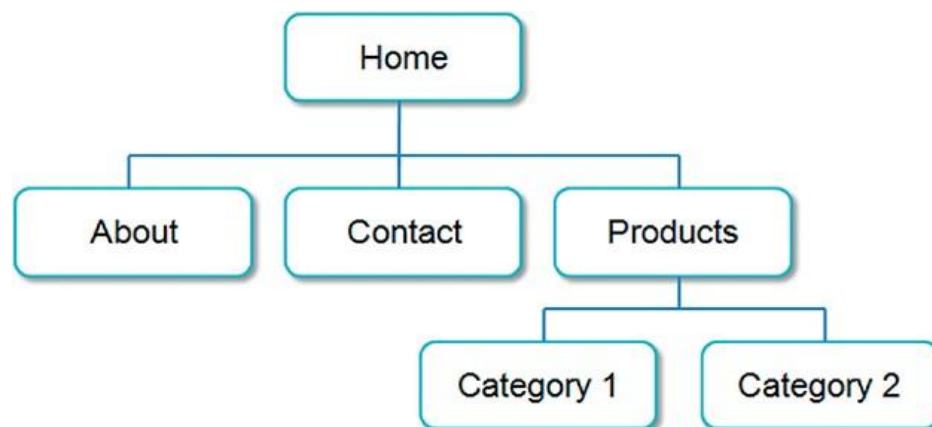 Home
About
Contact
Products
Category 1
Category 2